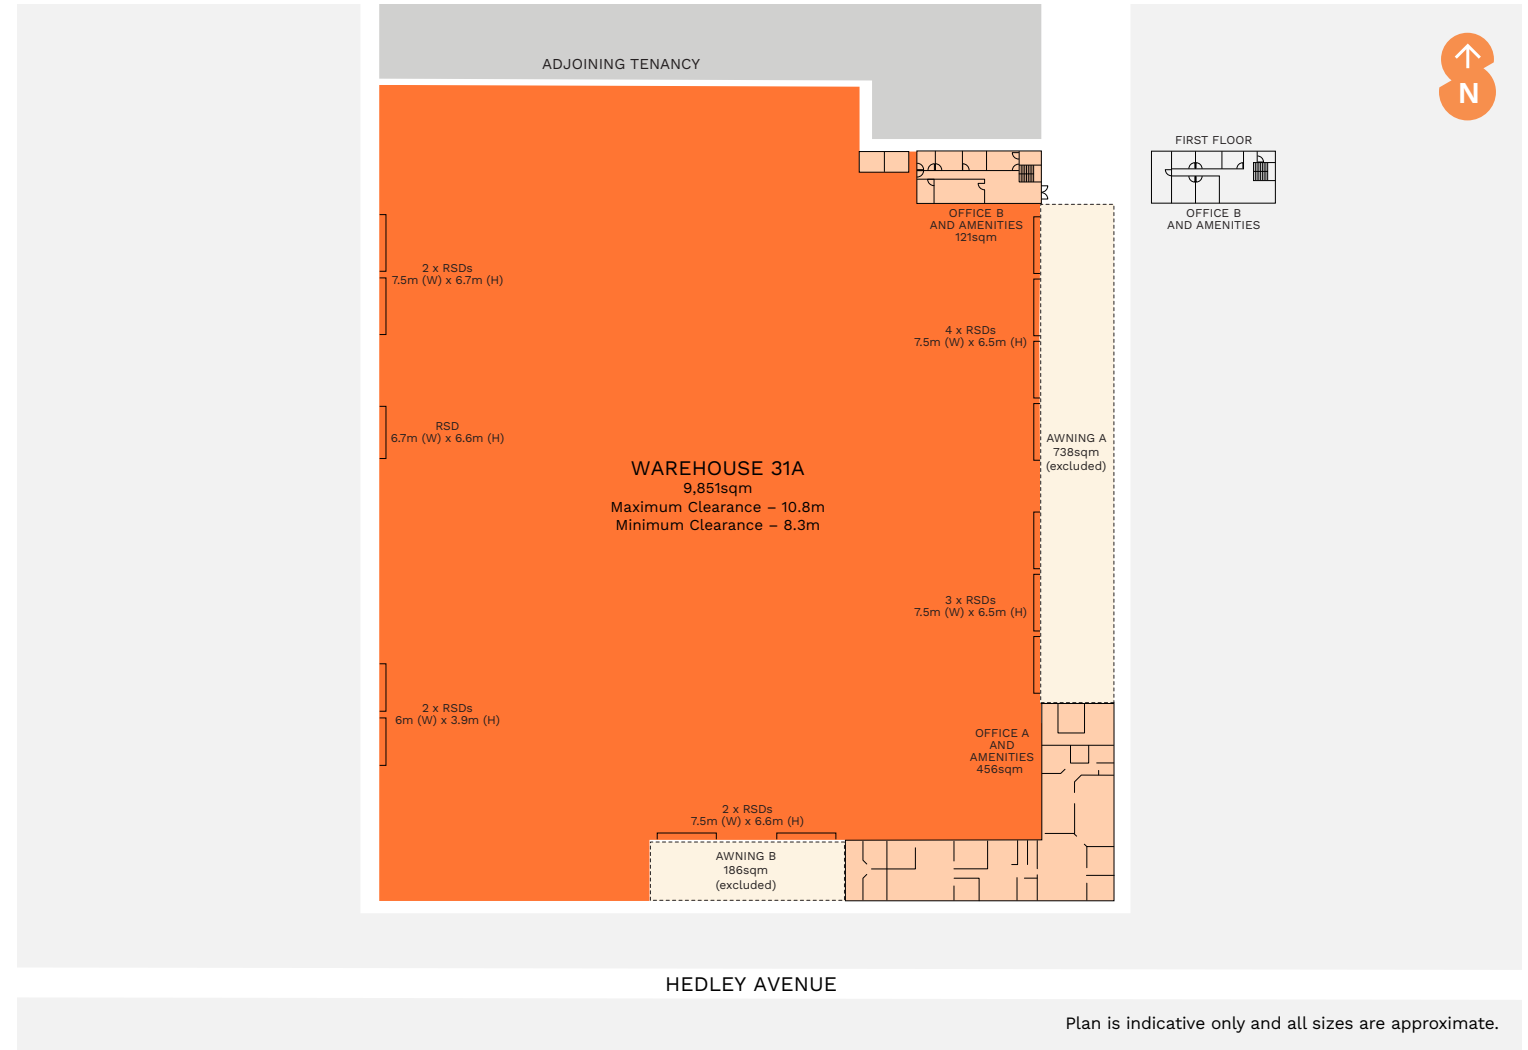 ADJOINING TENANCY
N
FIRST FLOOR
OFFICE B
AND AMENITIES
OFFICE B
AND AMENITIES
121sqm
2 x RSDs
7.5m (W) x 6.7m (H)
4 x RSDs
7.5m (W) x 6.5m (H)
RSD
6.7m (W) x 6.6m (H)
AWNING A
738sqm
(excluded)
WAREHOUSE 31A
9,851sqm
Maximum Clearance – 10.8m
Minimum Clearance – 8.3m
3 x RSDs
7.5m (W) x 6.5m (H)
2 x RSDs
6m (W) x 3.9m (H)
OFFICE A
AND
AMENITIES
456sqm
2 x RSDs
7.5m (W) x 6.6m (H)
AWNING B
186sqm
(excluded)
HEDLEY AVENUE
Plan is indicative only and all sizes are approximate.